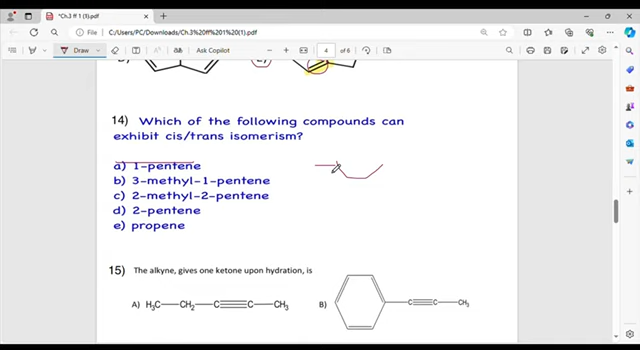 *Ch.3 ff 1 (1).pdf
File
C:/Users/PC/Downloads/Ch.3%20ff%201%20(1).pdf
Draw
Ask Copilot
4 of 6
14) Which of the following compounds can
exhibit cis/trans isomerism?
a) 1-pentene
b) 3-methyl-1-pentene
c) 2-methyl-2-pentene
d) 2-pentene
e) propene
15) The alkyne, gives one ketone upon hydration, is
A) H₃C—CH₂—C≡C—CH₃
B) C≡C—CH₃